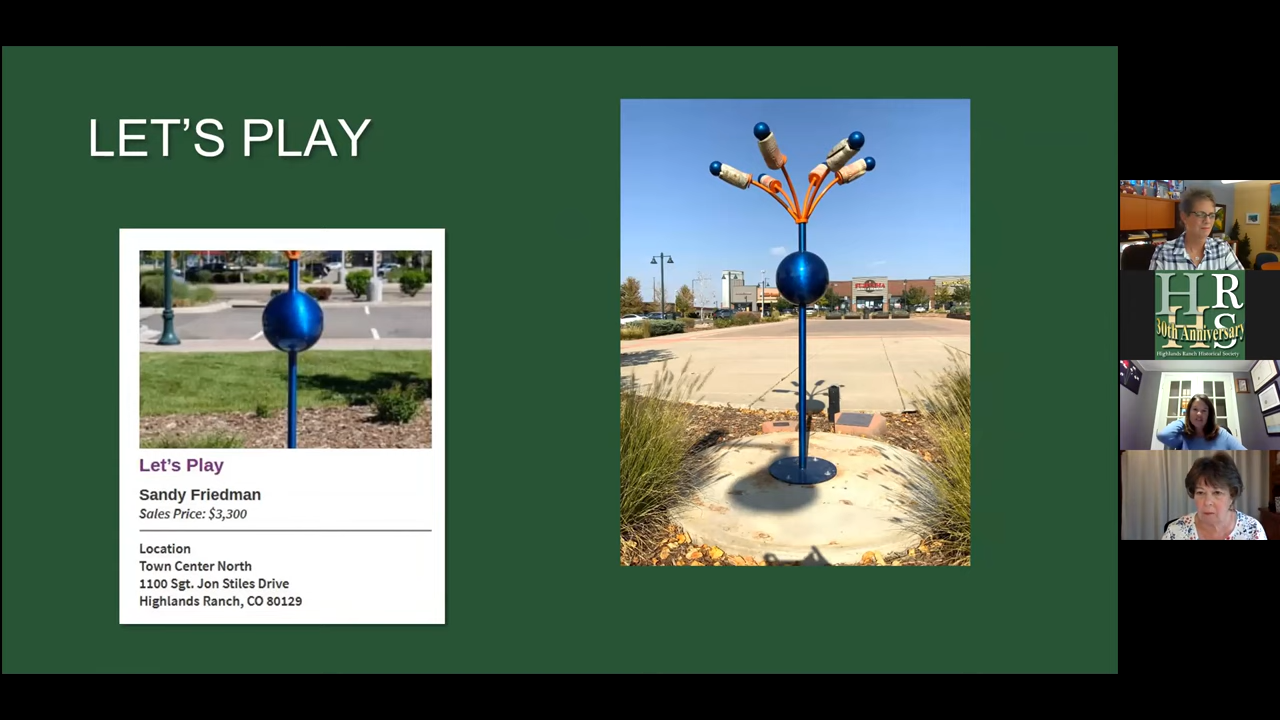 LET’S PLAY
Let’s Play
Sandy Friedman
Sales Price: $3,300
Location
Town Center North
1100 Sgt. Jon Stiles Drive
Highlands Ranch, CO 80129
H R
H S
30th Anniversary
Highlands Ranch Historical Society